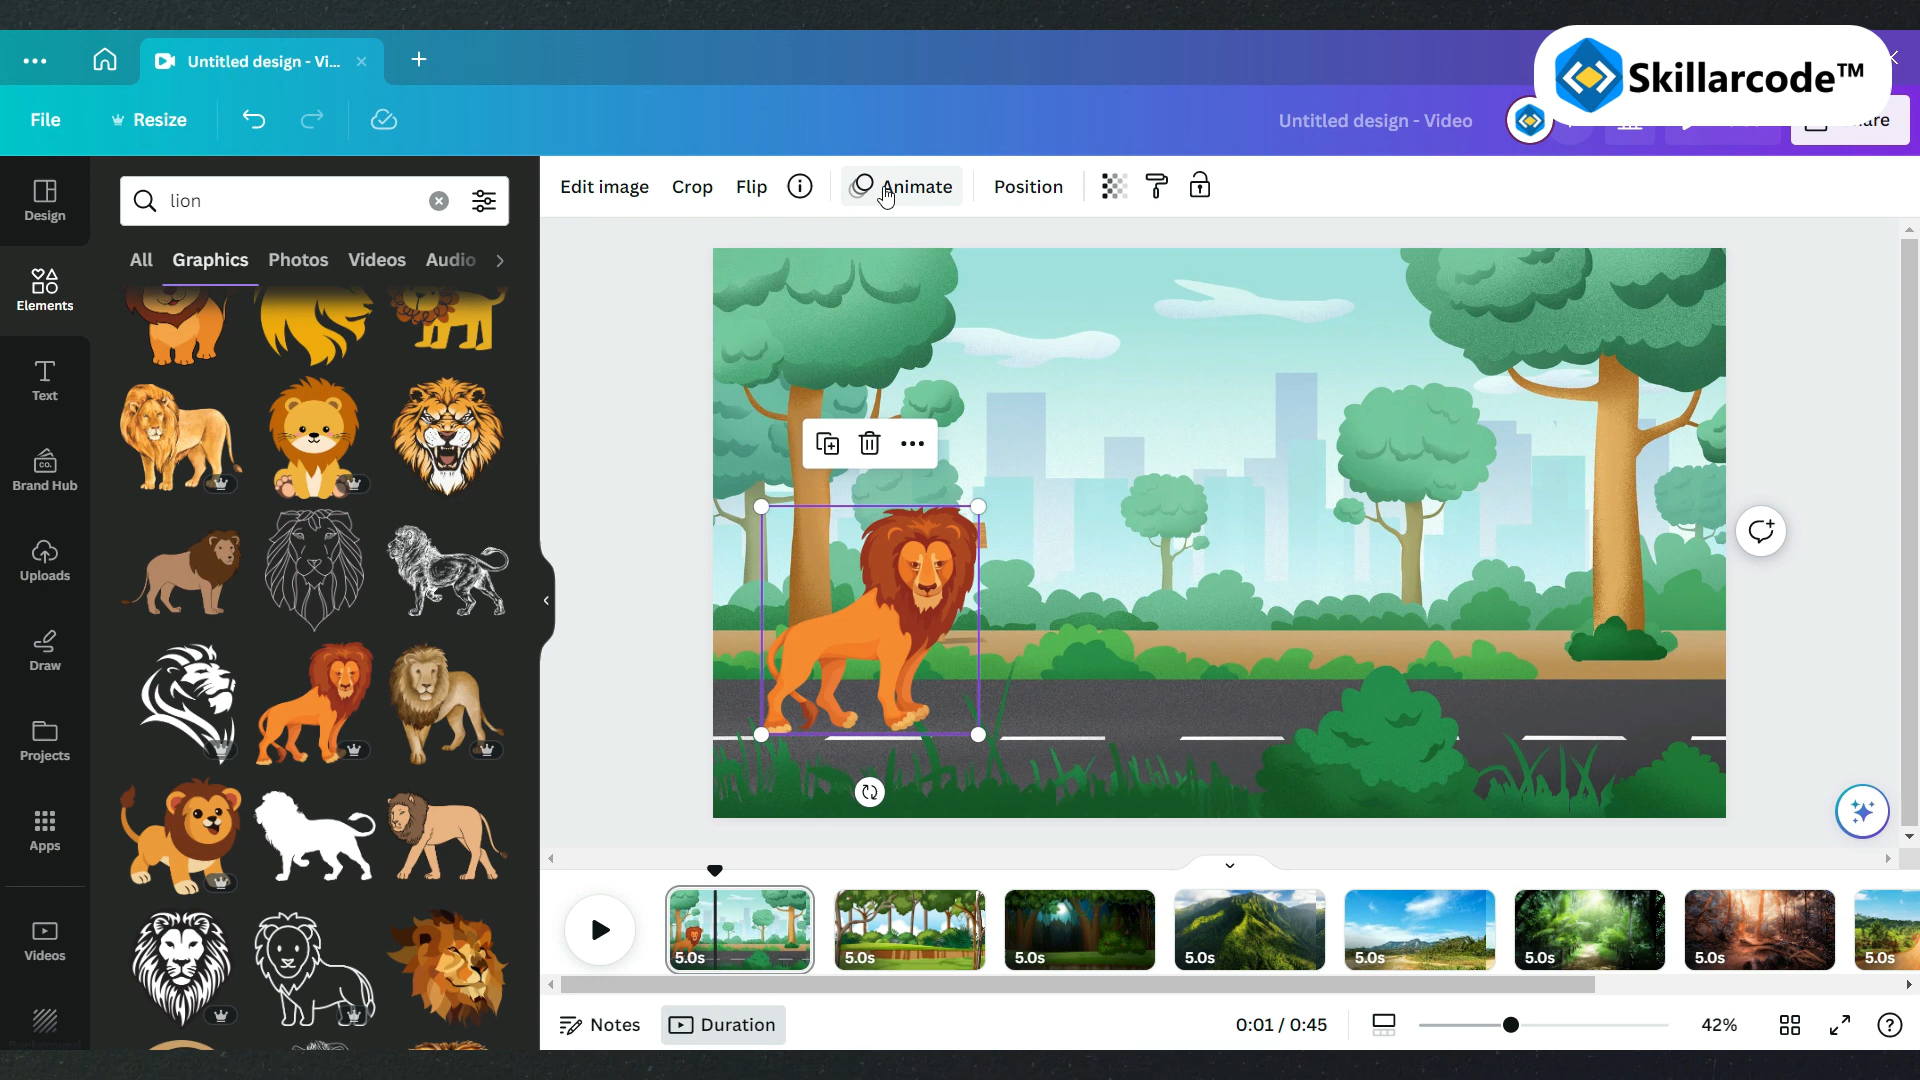 Untitled design - Vi...
Skillarcode™
File
Resize
Untitled design - Video
Design
lion
Edit image
Crop
Flip
Animate
Position
All
Graphics
Photos
Videos
Audio
Elements
Text
CO.
Brand Hub
Uploads
Draw
Projects
Apps
Videos
5.0s
5.0s
5.0s
5.0s
5.0s
5.0s
5.0s
5.0s
Notes
Duration
0:01 / 0:45
42%